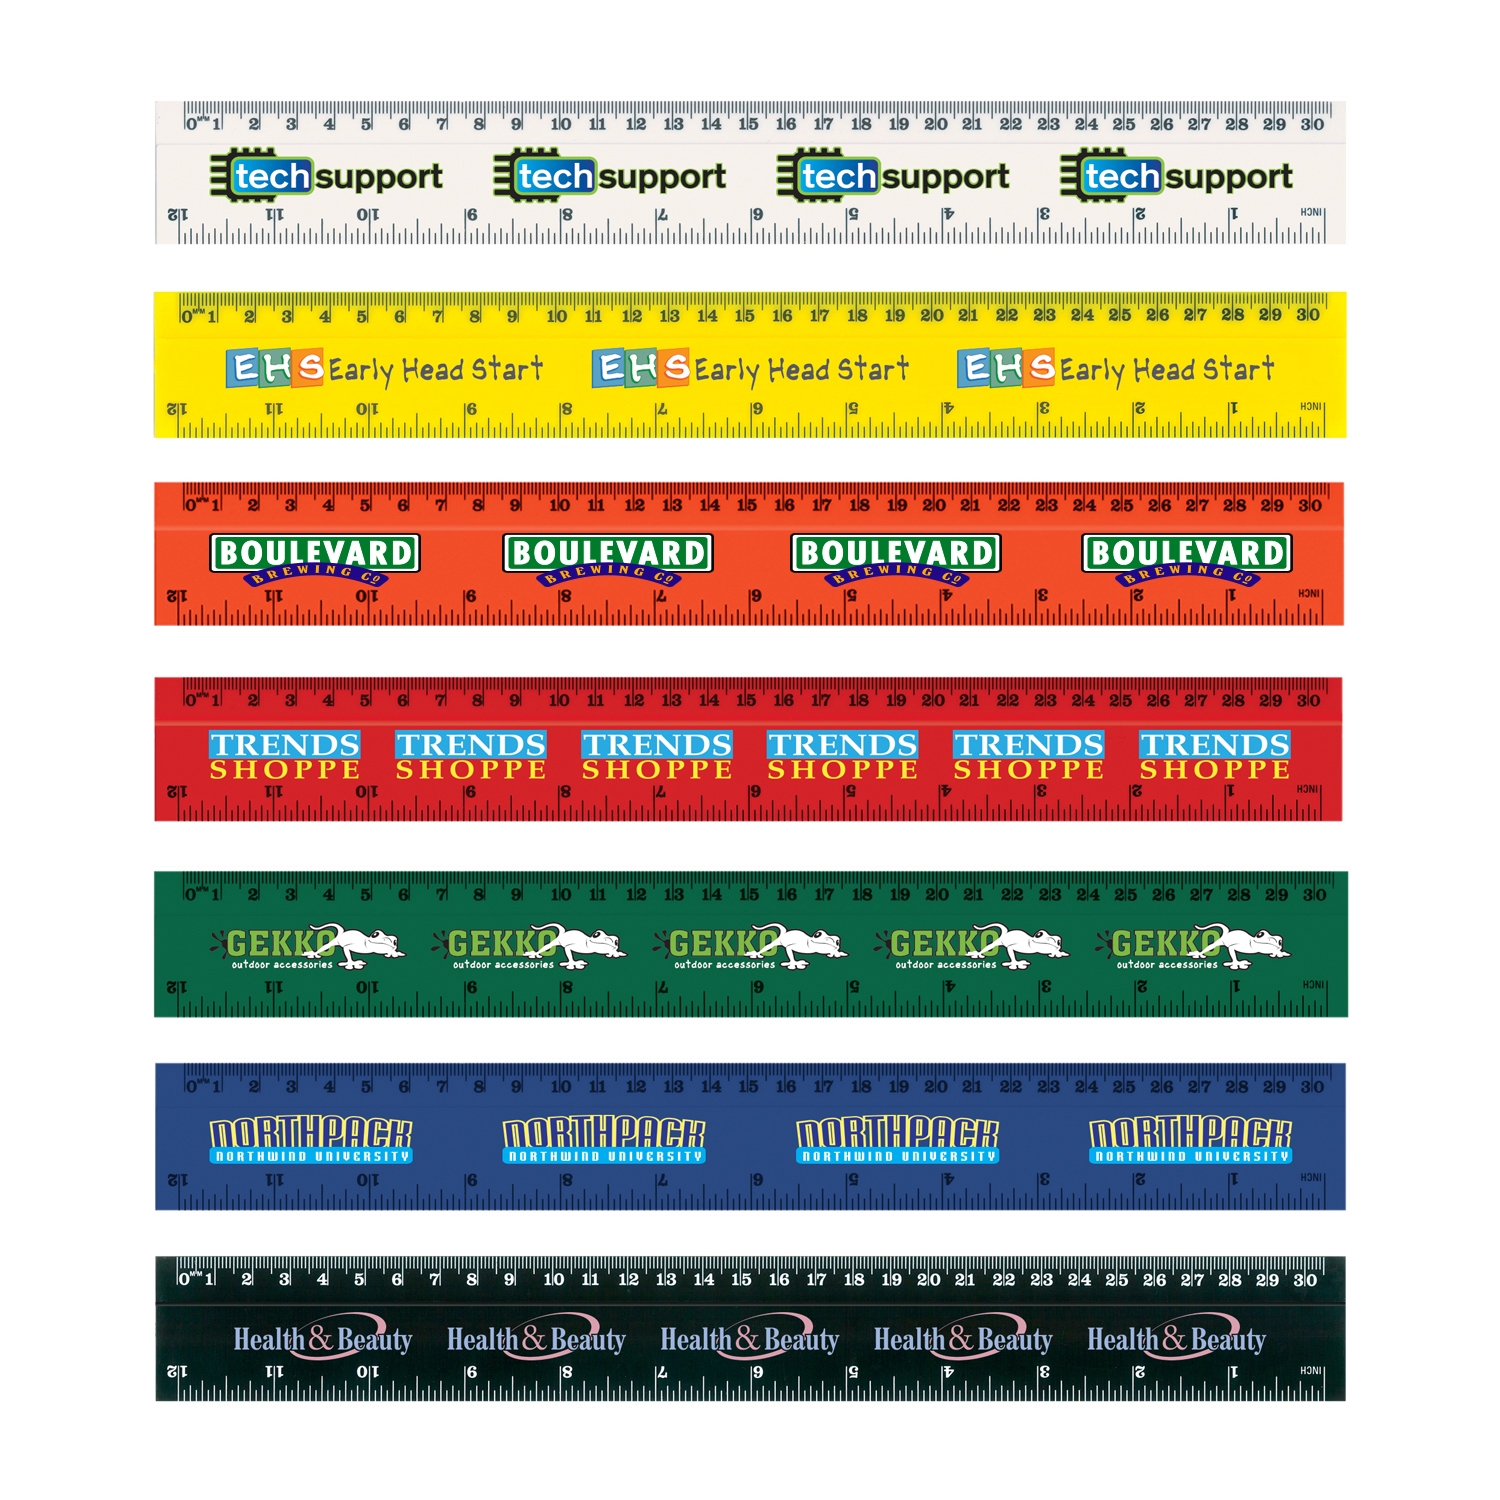 0 MM 1 2 3 4 5 6 7 8 9 10 11 12 13 14 15 16 17 18 19 20 21 22 23 24 25 26 27 28 29 30
tech support tech support tech support tech support
12 11 10 9 8 7 6 5 4 3 2 1 INCH
0 MM 1 2 3 4 5 6 7 8 9 10 11 12 13 14 15 16 17 18 19 20 21 22 23 24 25 26 27 28 29 30
EHS Early Head Start EHS Early Head Start EHS Early Head Start
12 11 10 9 8 7 6 5 4 3 2 1 INCH
0 MM 1 2 3 4 5 6 7 8 9 10 11 12 13 14 15 16 17 18 19 20 21 22 23 24 25 26 27 28 29 30
BOULEVARD BOULEVARD BOULEVARD BOULEVARD
BREWING Co BREWING Co BREWING Co BREWING Co
12 11 10 9 8 7 6 5 4 3 2 1 INCH
0 MM 1 2 3 4 5 6 7 8 9 10 11 12 13 14 15 16 17 18 19 20 21 22 23 24 25 26 27 28 29 30
TRENDS TRENDS TRENDS TRENDS TRENDS TRENDS
SHOPPE SHOPPE SHOPPE SHOPPE SHOPPE SHOPPE
12 11 10 9 8 7 6 5 4 3 2 1 INCH
0 MM 1 2 3 4 5 6 7 8 9 10 11 12 13 14 15 16 17 18 19 20 21 22 23 24 25 26 27 28 29 30
GEKKO GEKKO GEKKO GEKKO GEKKO
outdoor accessories outdoor accessories outdoor accessories outdoor accessories outdoor accessories
12 11 10 9 8 7 6 5 4 3 2 1 INCH
0 MM 1 2 3 4 5 6 7 8 9 10 11 12 13 14 15 16 17 18 19 20 21 22 23 24 25 26 27 28 29 30
NORTHPACK NORTHPACK NORTHPACK NORTHPACK
NORTHWIND UNIVERSITY NORTHWIND UNIVERSITY NORTHWIND UNIVERSITY NORTHWIND UNIVERSITY
12 11 10 9 8 7 6 5 4 3 2 1 INCH
0 MM 1 2 3 4 5 6 7 8 9 10 11 12 13 14 15 16 17 18 19 20 21 22 23 24 25 26 27 28 29 30
Health & Beauty Health & Beauty Health & Beauty Health & Beauty Health & Beauty
12 11 10 9 8 7 6 5 4 3 2 1 INCH